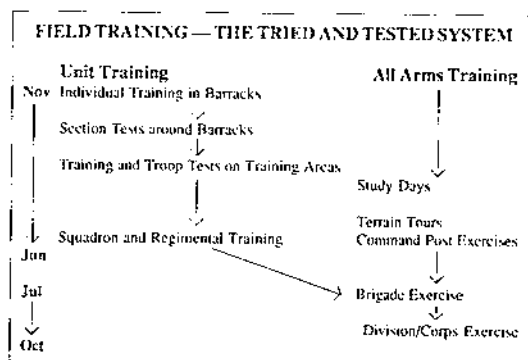 FIELD TRAINING — THE TRIED AND TESTED SYSTEM
Unit Training
All Arms Training
Nov
Individual Training in Barracks
Section Tests around Barracks
Training and Troop Tests on Training Areas
Study Days
Terrain Tours
Squadron and Regimental Training
Command Post Exercises
Jun
Jul
Brigade Exercise
Division/Corps Exercise
Oct